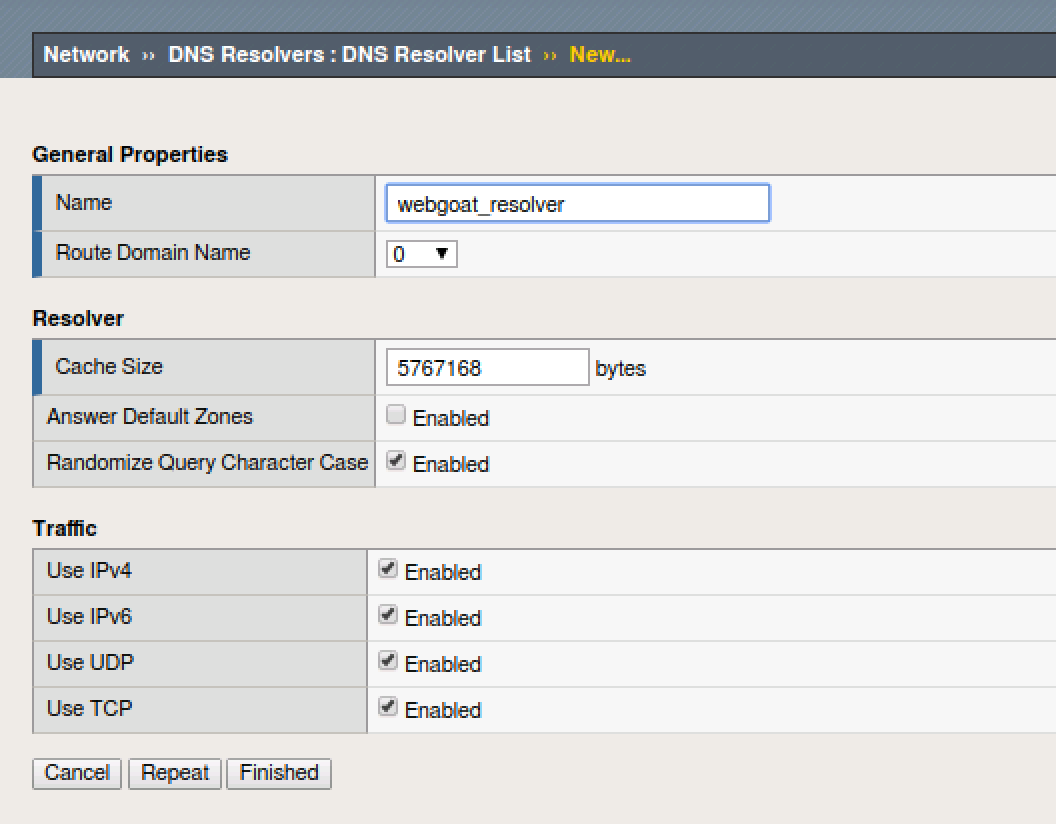 Network ›› DNS Resolvers : DNS Resolver List ›› New...
General Properties
Name webgoat_resolver
Route Domain Name 0
Resolver
Cache Size 5767168 bytes
Answer Default Zones Enabled
Randomize Query Character Case Enabled
Traffic
Use IPv4 Enabled
Use IPv6 Enabled
Use UDP Enabled
Use TCP Enabled
Cancel Repeat Finished